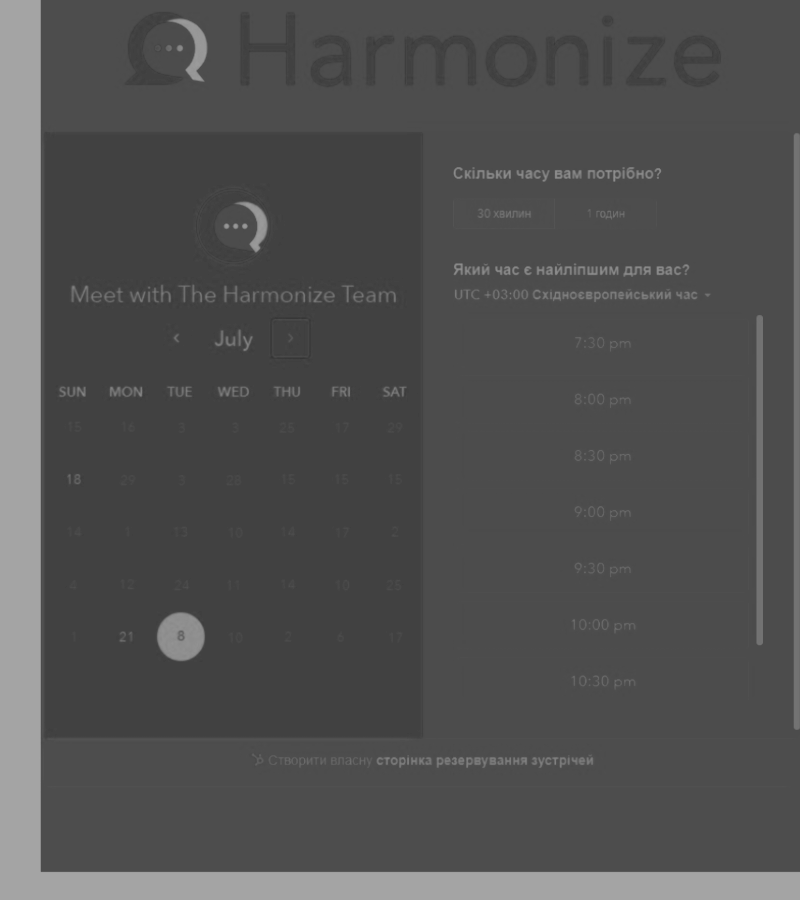 Harmonize
Meet with The Harmonize Team
July
SUN MON TUE WED THU FRI SAT
15 16 3 3 25 17 29
18 29 5 25 15 15 15
14 13 10 14 17 2
4 12 24 11 14 10 25
1 21 8 10 2 6 17
Скільки часу вам потрібно?
30 хвилин 1 годин
Який час є найліпшим для вас?
UTC +03:00 Східноєвропейський час
7:30 pm
8:00 pm
8:30 pm
9:00 pm
9:30 pm
10:00 pm
10:30 pm
Створити власну сторінка резервування зустрічей